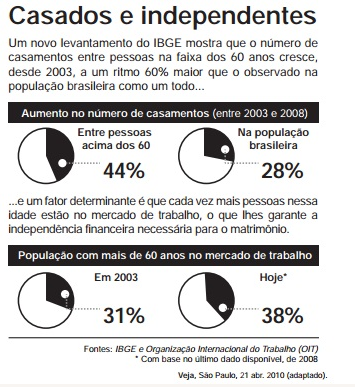 Casados e independentes
Um novo levantamento do IBGE mostra que o número de
casamentos entre pessoas na faixa dos 60 anos cresce,
desde 2003, a um ritmo 60% maior que o observado na
população brasileira como um todo...
Aumento no número de casamentos (entre 2003 e 2008)
Entre pessoas
acima dos 60
44%
Na população
brasileira
28%
...e um fator determinante é que cada vez mais pessoas nessa
idade estão no mercado de trabalho, o que lhes garante a
independência financeira necessária para o matrimônio.
População com mais de 60 anos no mercado de trabalho
Em 2003
31%
Hoje*
38%
Fontes: IBGE e Organização Internacional do Trabalho (OIT)
* Com base no último dado disponível, de 2008
Veja, São Paulo, 21 abr. 2010 (adaptado).